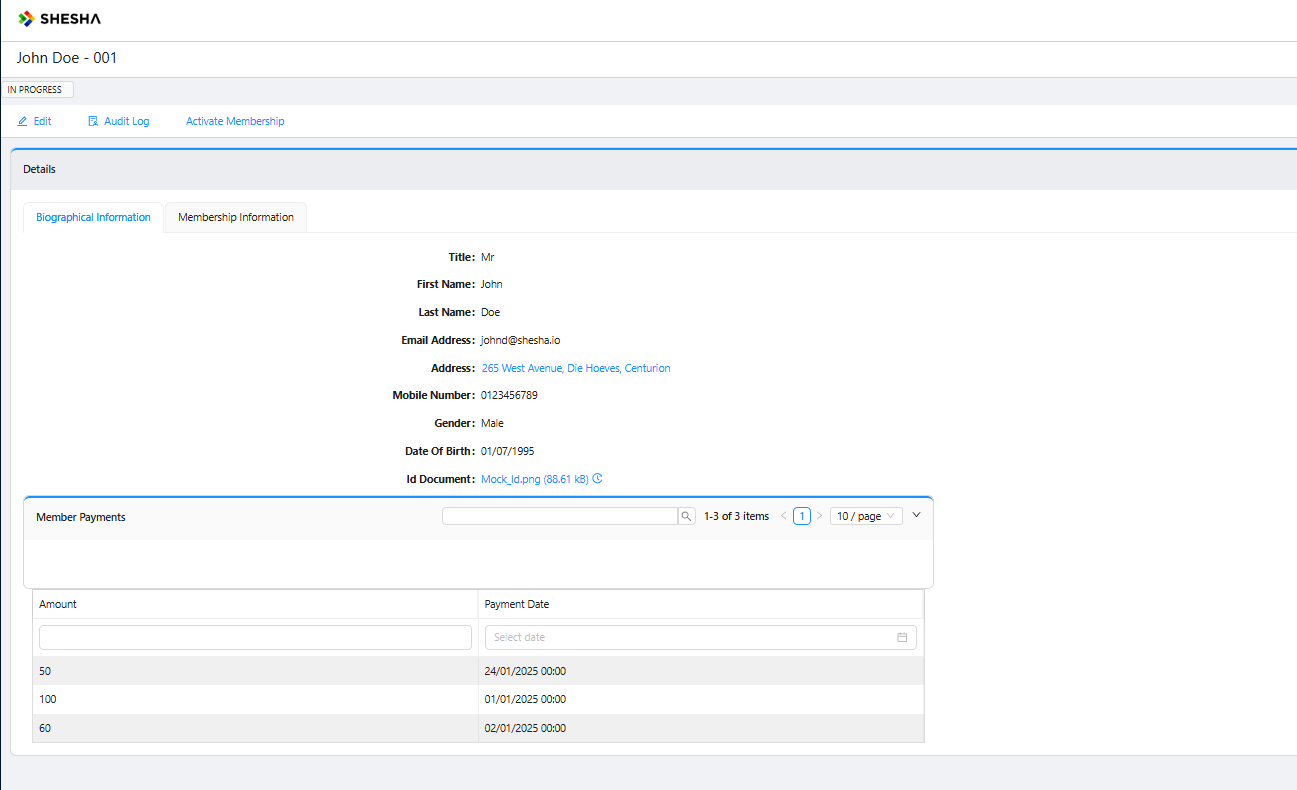 SHESHA
John Doe - 001
IN PROGRESS
Edit Audit Log Activate Membership
Details
Biographical Information Membership Information
Title: Mr
First Name: John
Last Name: Doe
Email Address: johnd@shesha.io
Address: 265 West Avenue, Die Hoeves, Centurion
Mobile Number: 0123456789
Gender: Male
Date Of Birth: 01/07/1995
Id Document: Mock_Id.png (88.61 kB)
Member Payments 1-3 of 3 items < 1 > 10 / page
Amount Payment Date
Select date
50 24/01/2025 00:00
100 01/01/2025 00:00
60 02/01/2025 00:00